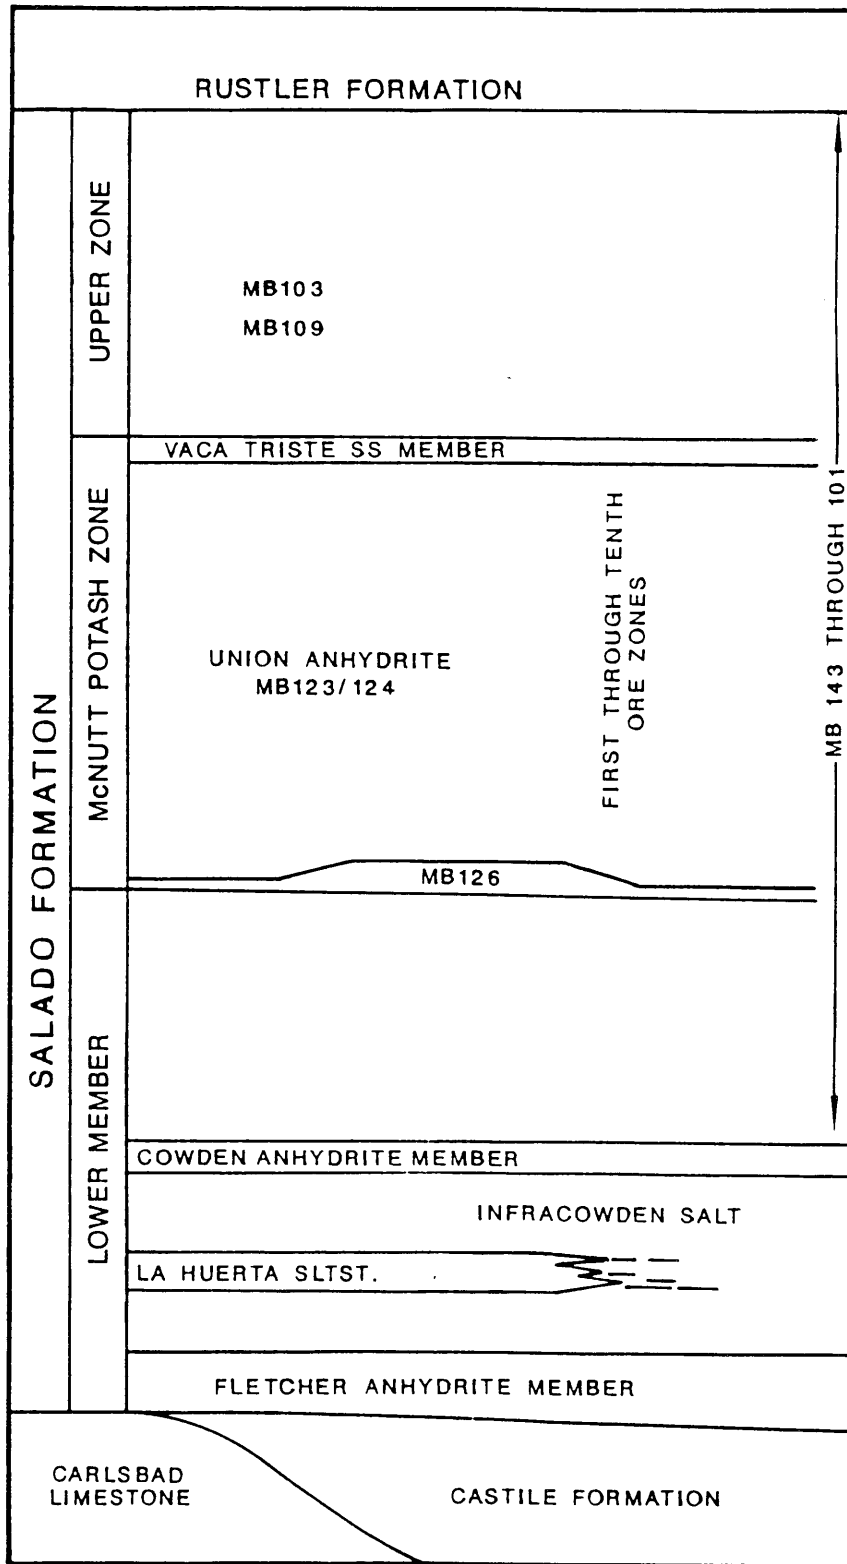 RUSTLER FORMATION
SALADO FORMATION
UPPER ZONE
MB103
MB109
VACA TRISTE SS MEMBER
McNUTT POTASH ZONE
UNION ANHYDRITE
MB123/124
FIRST THROUGH TENTH
ORE ZONES
MB 143 THROUGH 101
MB126
LOWER MEMBER
COWDEN ANHYDRITE MEMBER
INFRACOWDEN SALT
LA HUERTA SLTST.
FLETCHER ANHYDRITE MEMBER
CARLSBAD
LIMESTONE
CASTILE FORMATION